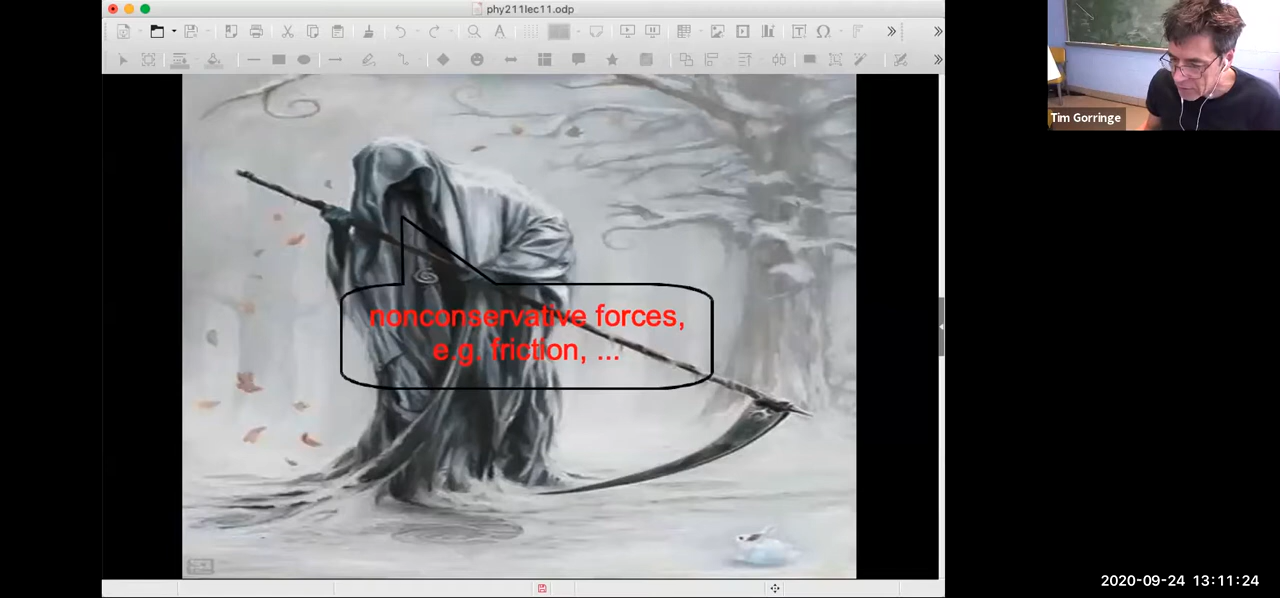 phy211lec11.odp
nonconservative forces,
e.g. friction, ...
Tim Gorringe
2020-09-24 13:11:24